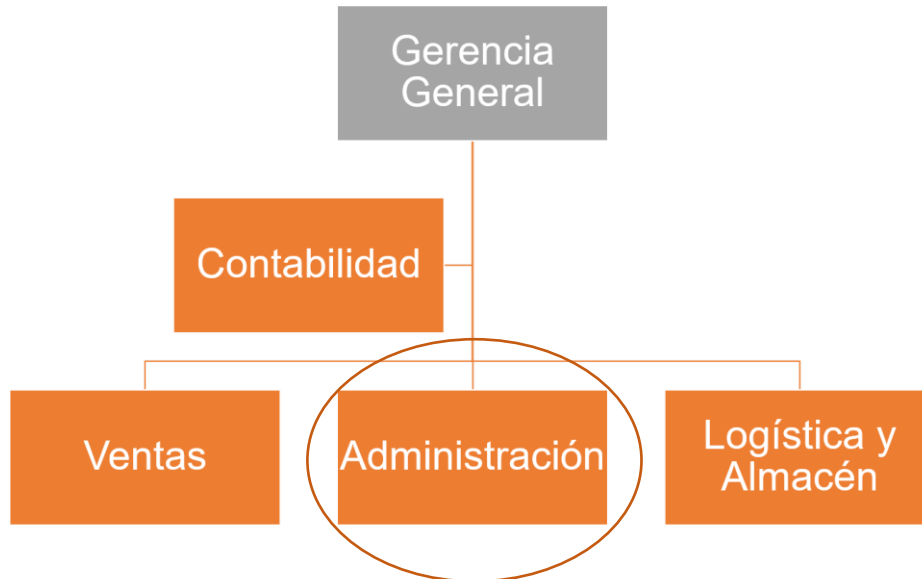 Gerencia
General
Contabilidad
Ventas
Administración
Logística y
Almacén